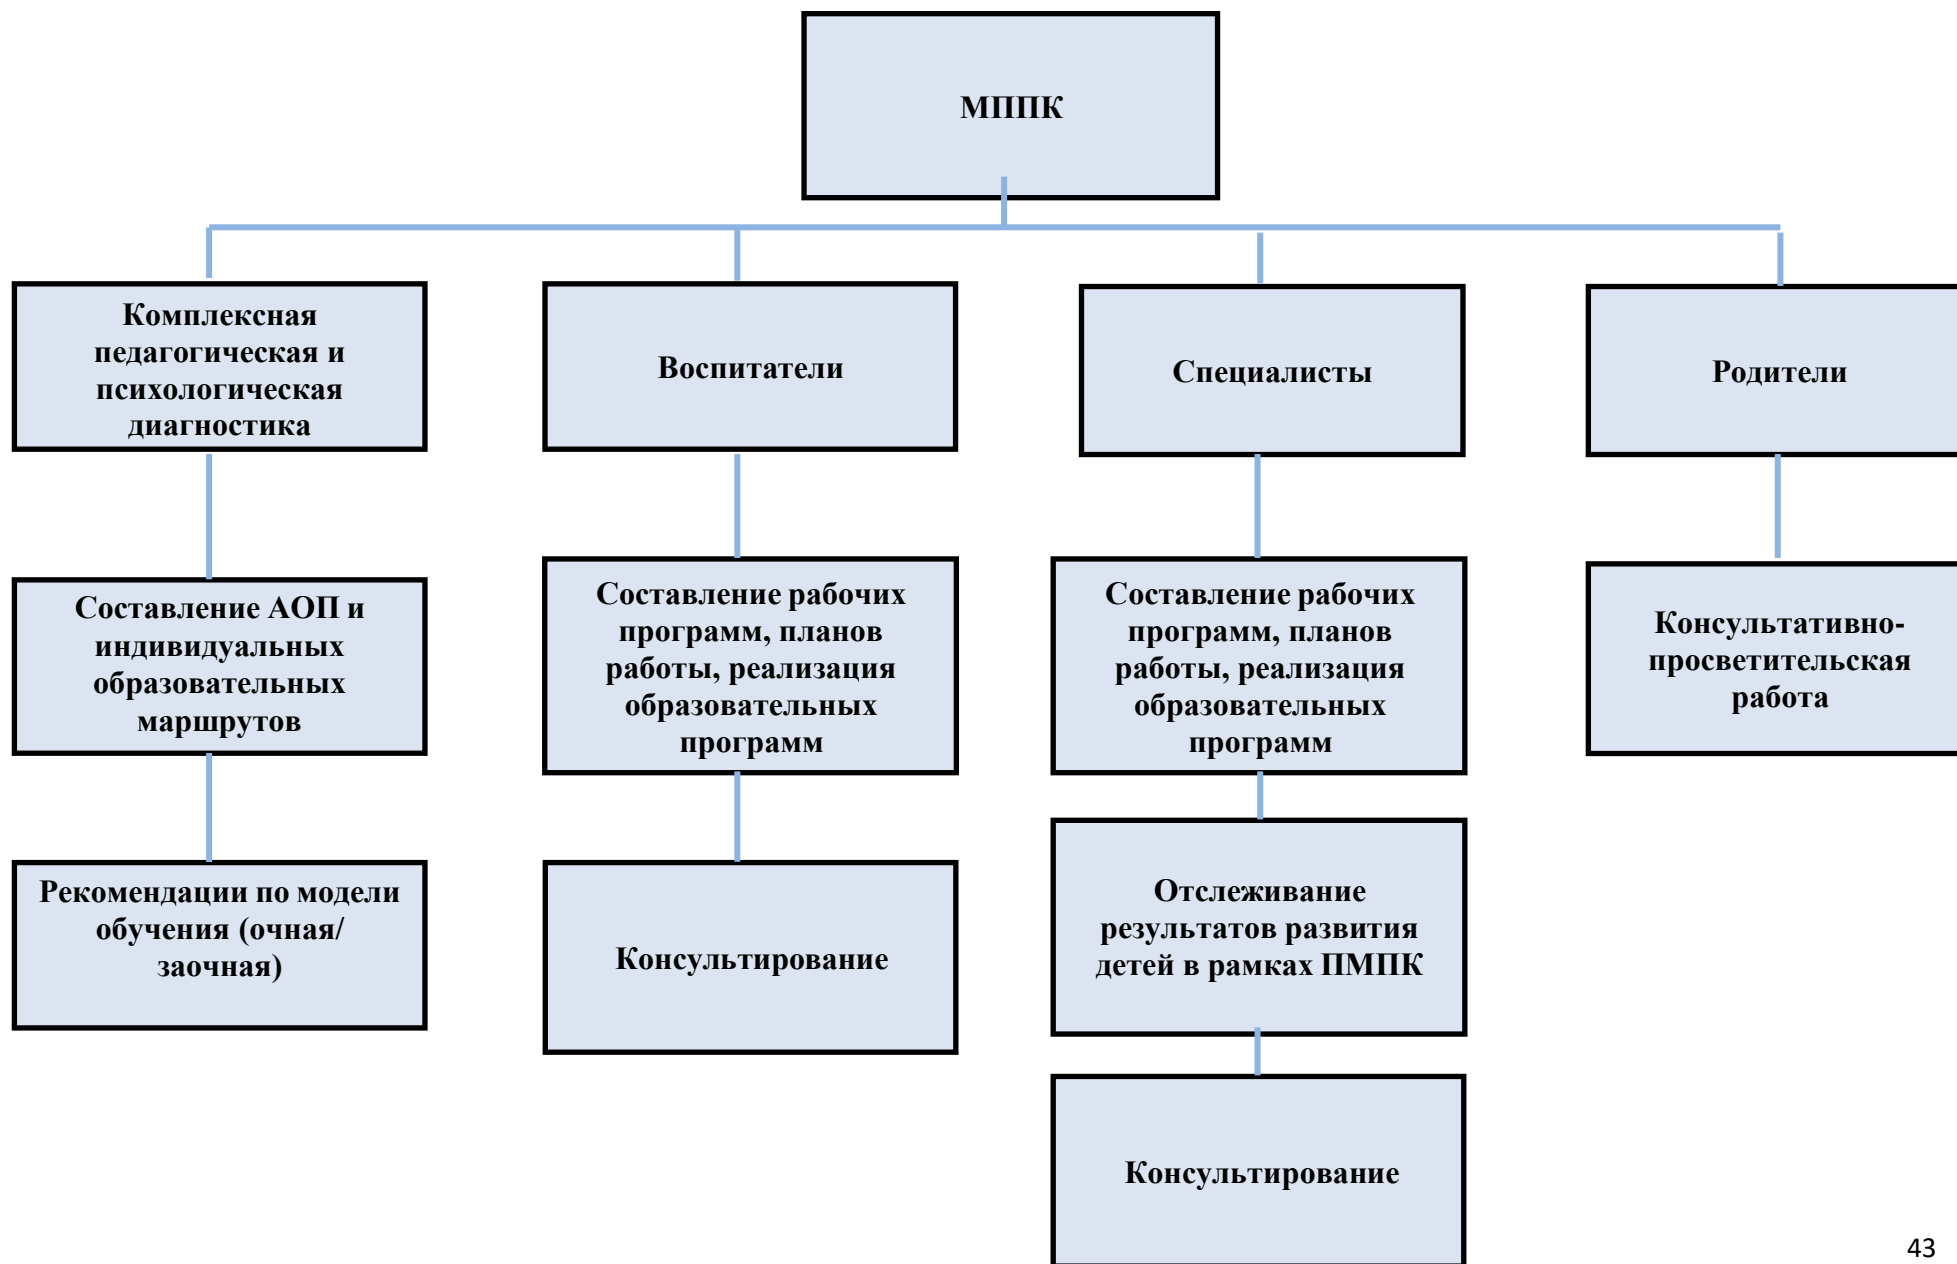 МППК
Комплексная
педагогическая и
психологическая
диагностика
Воспитатели
Специалисты
Родители
Составление АОП и
индивидуальных
образовательных
маршрутов
Составление рабочих
программ, планов
работы, реализация
образовательных
программ
Составление рабочих
программ, планов
работы, реализация
образовательных
программ
Консультативно-
просветительская
работа
Рекомендации по модели
обучения (очная/
заочная)
Консультирование
Отслеживание
результатов развития
детей в рамках ПМПК
Консультирование
43